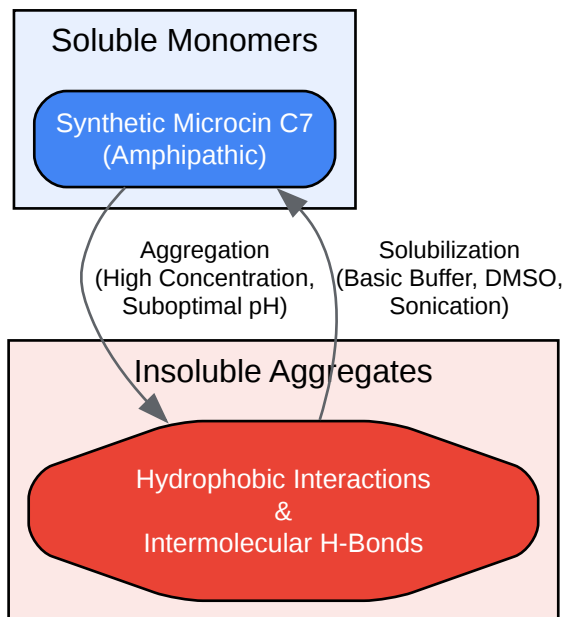 Soluble Monomers
Synthetic Microcin C7
(Amphipathic)
Aggregation
(High Concentration,
Suboptimal pH)
Solubilization
(Basic Buffer, DMSO,
Sonication)
Insoluble Aggregates
Hydrophobic Interactions
&
Intermolecular H-Bonds